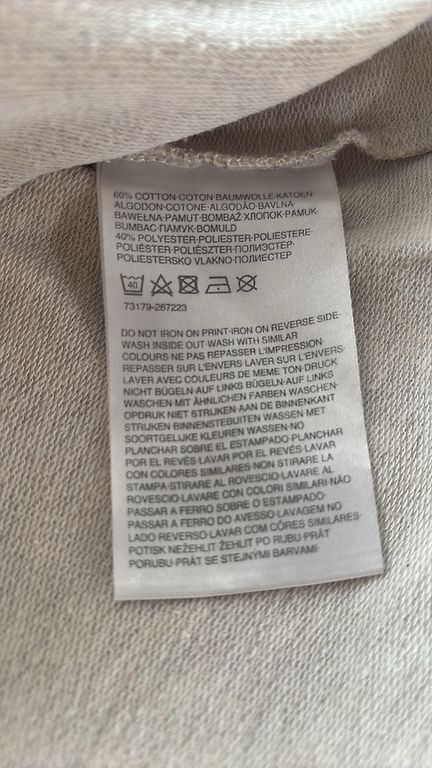 60% COTTON·COTON·BAUMWOLLE·KATOEN·
ALGODON·COTONE·ALGODÃO·BAVLNA·
BAWEŁNA·PAMUT·BOMBAŽ·ХЛОПОК·PAMUK·
BUMBAC·ПАМУК·BOMULD
40% POLYESTER·POLIESTER·POLIESTERE·
POLIÉSTER·POLIÉSZTER·ПОЛИЭСТЕР·
POLIESTERSKO VLAKNO·ПОЛИЕСТЕР
40
73179-267223
DO NOT IRON ON PRINT·IRON ON REVERSE SIDE·
WASH INSIDE OUT·WASH WITH SIMILAR
COLOURS·NE PAS REPASSER L'IMPRESSION·
REPASSER SUR L'ENVERS·LAVER SUR L'ENVERS·
LAVER AVEC COULEURS DE MEME TON·DRUCK
NICHT BÜGELN·AUF LINKS BÜGELN·AUF LINKS
WASCHEN·MIT ÄHNLICHEN FARBEN WASCHEN·
OPDRUK NIET STRIJKEN·AAN DE BINNENKANT
STRIJKEN·BINNENSTEBUITEN WASSEN·MET
SOORTGELIJKE KLEUREN WASSEN·NO
PLANCHAR SOBRE EL ESTAMPADO·PLANCHAR
POR EL REVÉS·LAVAR POR EL REVÉS·LAVAR
CON COLORES SIMILARES·NON STIRARE LA
STAMPA·STIRARE AL ROVESCIO·LAVARE AL
ROVESCIO·LAVARE CON COLORI SIMILARI·NÃO
PASSAR A FERRO SOBRE O ESTAMPADO·
PASSAR A FERRO DO AVESSO·LAVAGEM NO
LADO REVERSO·LAVAR COM CÔRES SIMILARES·
POTISK NEŽEHLIT·ŽEHLIT PO RUBU·PRÁT
PORUBU·PRÁT SE STEJNÝMI BARVAMI·